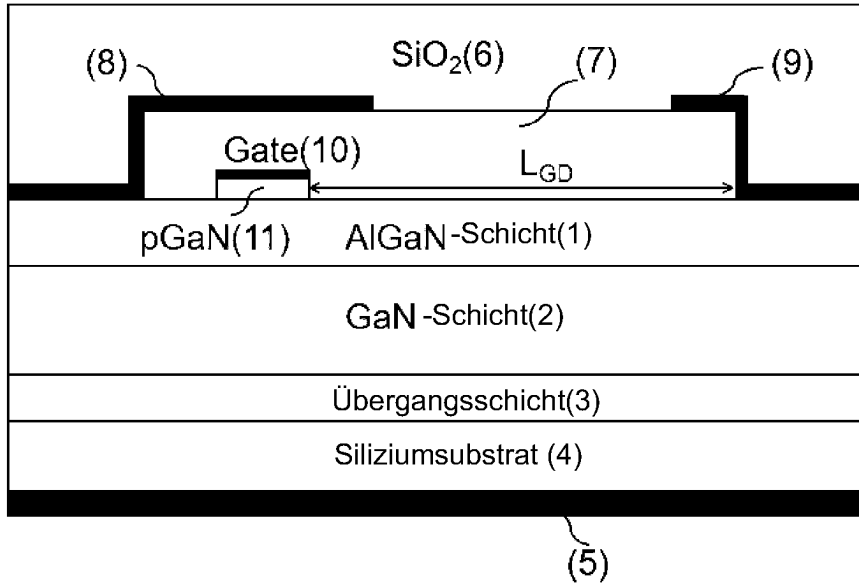 SiO₂(6)
(8)
(7)
(9)
Gate(10)
L_GD
pGaN(11)
AlGaN-Schicht(1)
GaN-Schicht(2)
Übergangsschicht(3)
Siliziumsubstrat (4)
(5)